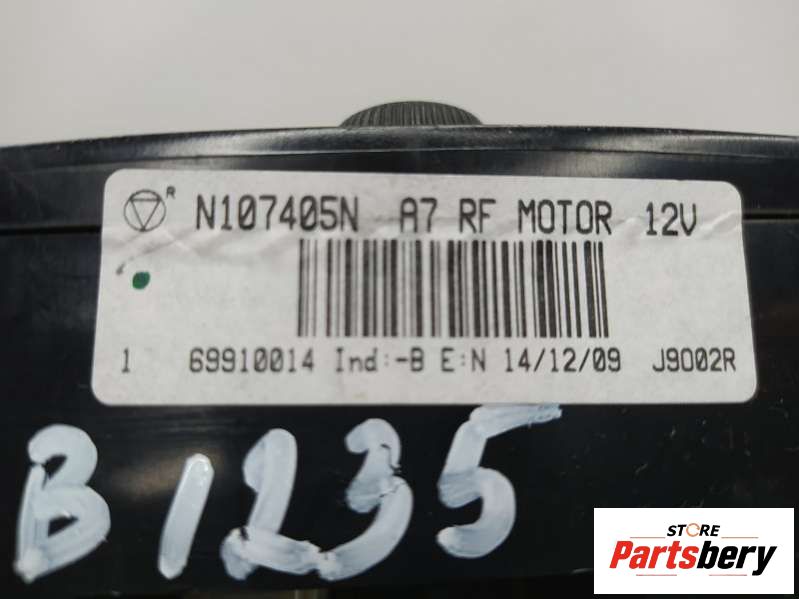 R
N107405N A7 RF MOTOR 12V
1 69910014 Ind:-B E:N 14/12/09 J9002R
B1235
STORE
Partsbery